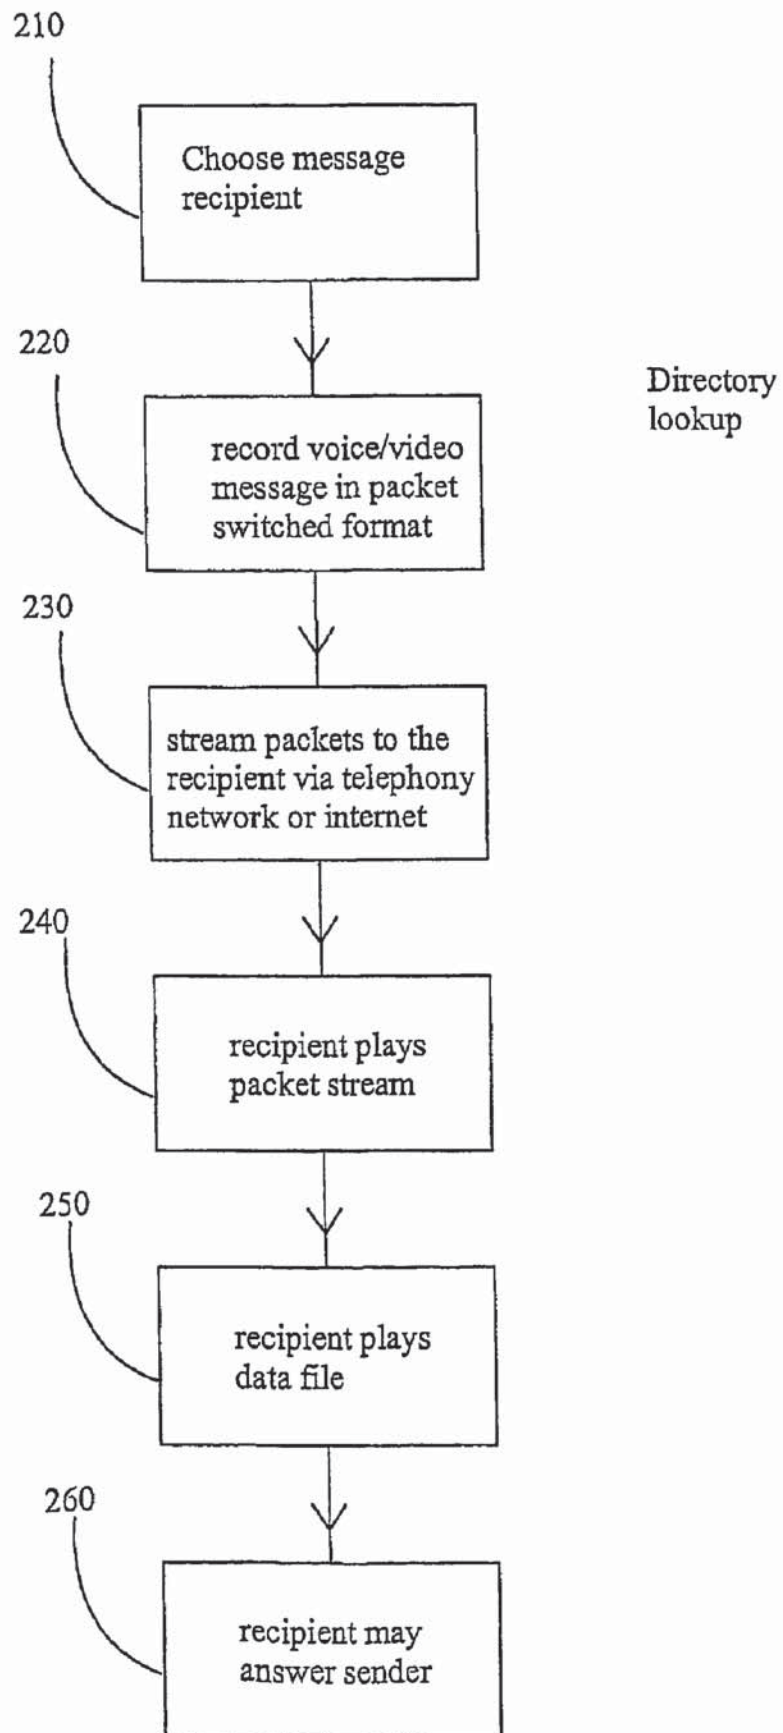 210
Choose message
recipient
220
Directory
lookup
record voice/video
message in packet
switched format
230
stream packets to the
recipient via telephony
network or internet
240
recipient plays
packet stream
250
recipient plays
data file
260
recipient may
answer sender